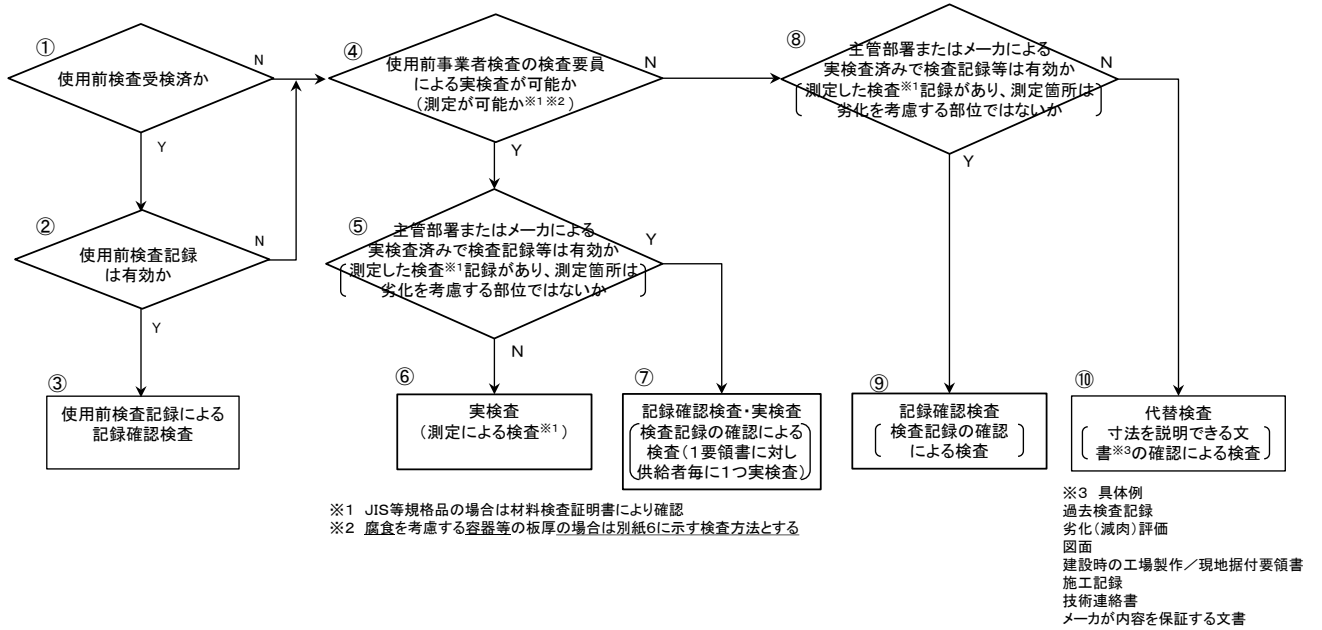 ①
使用前検査受検済か
N
Y
②
使用前検査記録
は有効か
N
Y
③
使用前検査記録による
記録確認検査
④
使用前事業者検査の検査要員
による実検査が可能か
(測定が可能か※1 ※2)
N
Y
⑤
主管部署またはメーカによる
実検査済みで検査記録等は有効か
測定した検査※1記録があり、測定箇所は
劣化を考慮する部位ではないか
Y
N
⑥
実検査
(測定による検査※1)
⑦
記録確認検査・実検査
検査記録の確認による
検査(1要領書に対し
供給者毎に1つ実検査)
⑧
主管部署またはメーカによる
実検査済みで検査記録等は有効か
測定した検査※1記録があり、測定箇所は
劣化を考慮する部位ではないか
N
Y
⑨
記録確認検査
検査記録の確認
による検査
⑩
代替検査
寸法を説明できる文
書※3の確認による検査
※1 JIS等規格品の場合は材料検査証明書により確認
※2 腐食を考慮する容器等の板厚の場合は別紙6に示す検査方法とする
※3 具体例
過去検査記録
劣化(減肉)評価
図面
建設時の工場製作/現地据付要領書
施工記録
技術連絡書
メーカが内容を保証する文書